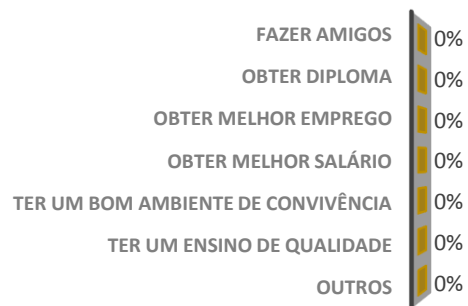 FAZER AMIGOS 0%
OBTER DIPLOMA 0%
OBTER MELHOR EMPREGO 0%
OBTER MELHOR SALÁRIO 0%
TER UM BOM AMBIENTE DE CONVIVÊNCIA 0%
TER UM ENSINO DE QUALIDADE 0%
OUTROS 0%